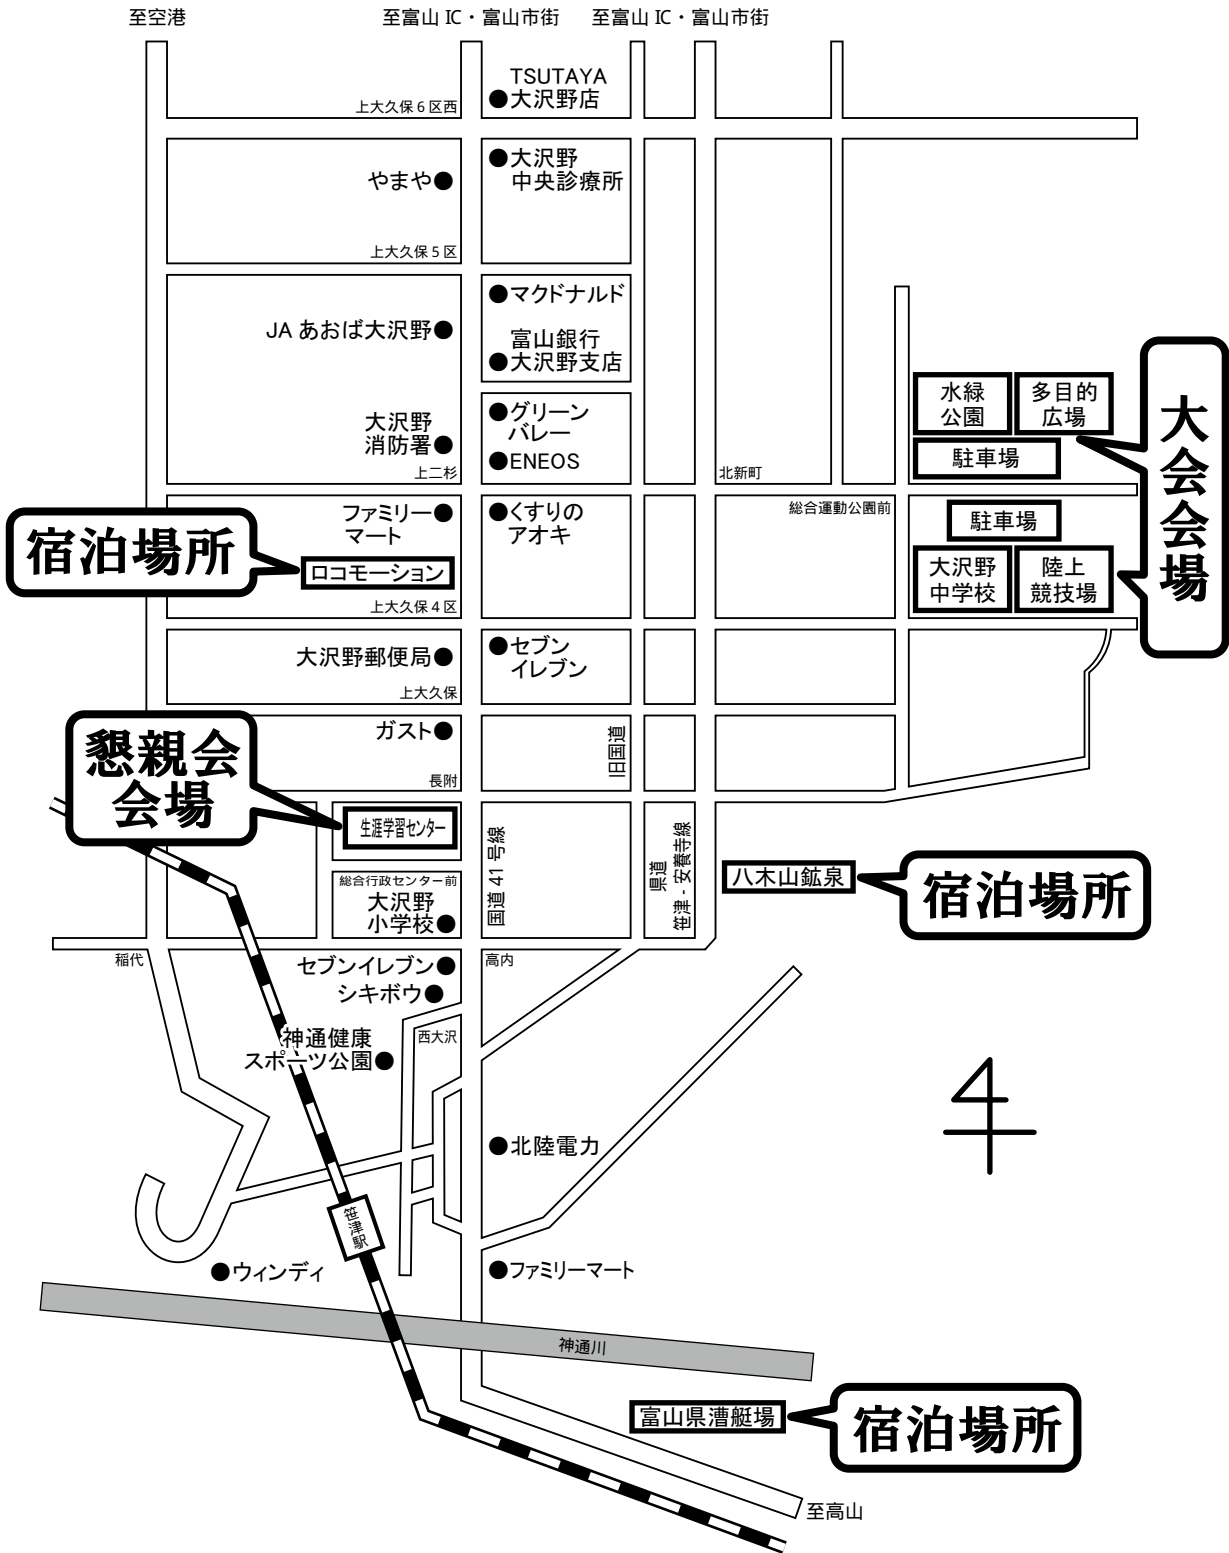 至空港
至富山 IC・富山市街
至富山 IC・富山市街
TSUTAYA
大沢野店
上大久保6区西
大沢野
中央診療所
やまや
上大久保5区
マクドナルド
JA あおば大沢野
富山銀行
大沢野支店
大沢野
消防署
グリーン
バレー
ENEOS
上二杉
北新町
水緑
公園
多目的
広場
駐車場
大会会場
総合運動公園前
駐車場
大沢野
中学校
陸上
競技場
ファミリー
マート
くすりの
アオキ
宿泊場所
ロコモーション
上大久保4区
大沢野郵便局
セブン
イレブン
上大久保
ガスト
旧国道
長附
懇親会
会場
生涯学習センター
国道 41 号線
県道
笹津‐安養寺線
八木山鉱泉
宿泊場所
総合行政センター前
大沢野
小学校
稲代
セブンイレブン
高内
シキボウ
西大沢
神通健康
スポーツ公園
北陸電力
笹津駅
ウィンディ
ファミリーマート
神通川
富山県漕艇場
宿泊場所
至高山